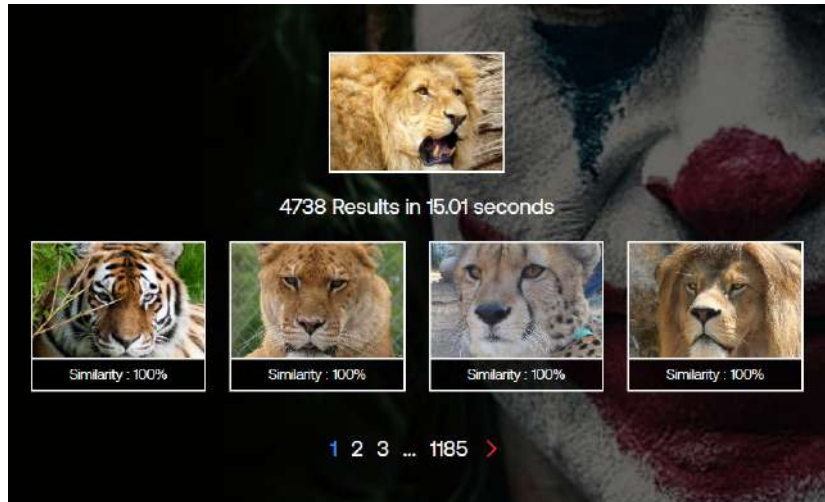 4738 Results in 15.01 seconds
Similarity : 100%
Similarity : 100%
Similarity : 100%
Similarity : 100%
1 2 3 ... 1185 >